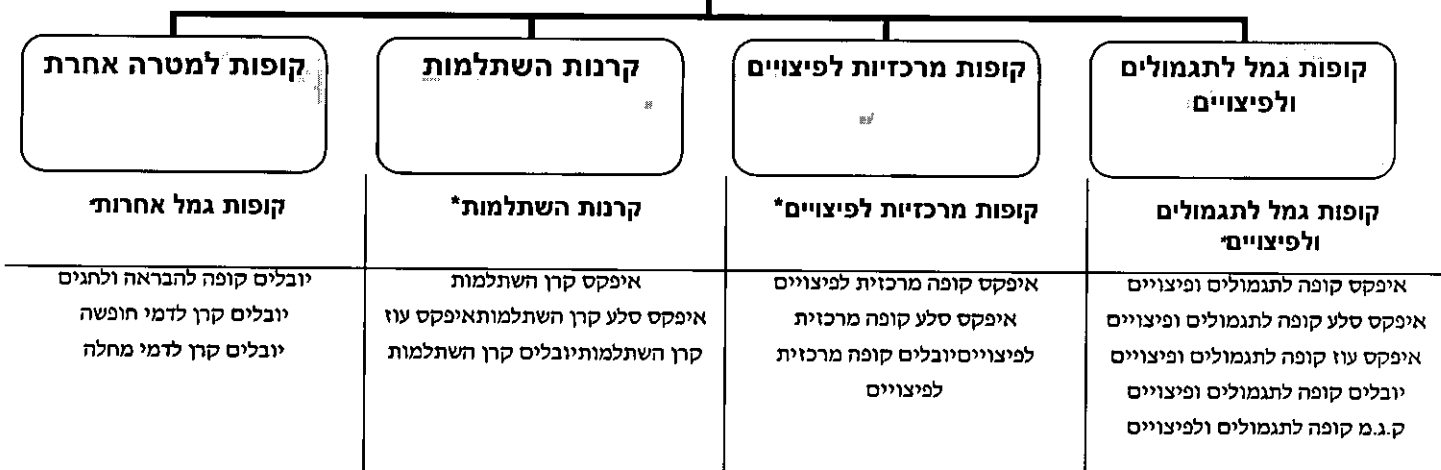 קופות גמל לתגמולים
ולפיצויים
קופות מרכזיות לפיצויים
קרנות השתלמות
קופות למטרה אחרת
קופות גמל לתגמולים
ולפיצויים*
קופות מרכזיות לפיצויים*
קרנות השתלמות*
קופות גמל אחרות*
איפקס קופה לתגמולים ופיצויים
איפקס סלע קופה לתגמולים ופיצויים
איפקס עוז קופה לתגמולים ופיצויים
יובלים קופה לתגמולים ופיצויים
ק.ג.מ קופה לתגמולים ולפיצויים
איפקס קופה מרכזית לפיצויים
איפקס סלע קופה מרכזית
לפיצוייםיובלים קופה מרכזית
לפיצויים
איפקס קרן השתלמות
איפקס סלע קרן השתלמותאיפקס עוז
קרן השתלמותיובלים קרן השתלמות
יובלים קופה להבראה ולחגים
יובלים קרן לדמי חופשה
יובלים קרן לדמי מחלה